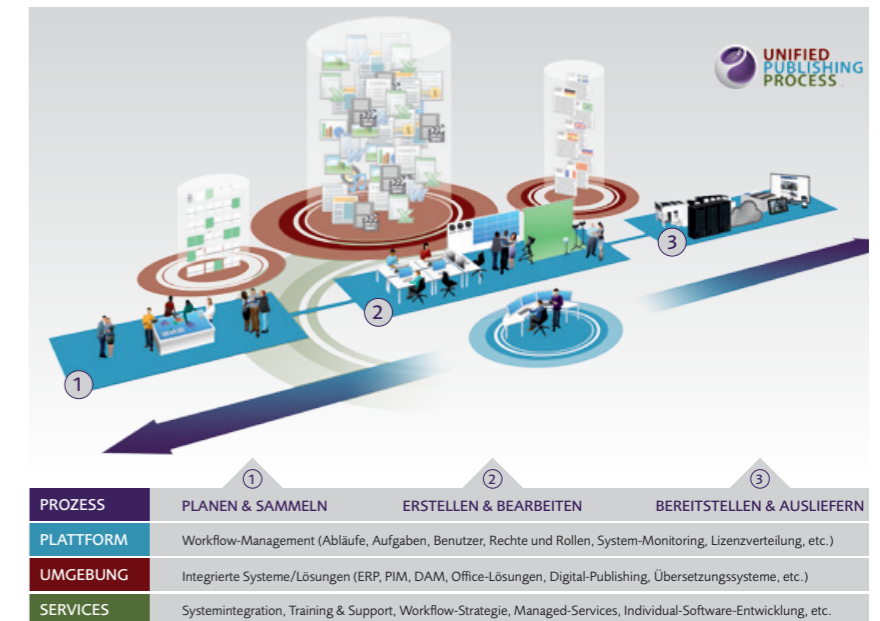 UNIFIED
PUBLISHING
PROCESS
3
2
1
1 2 3
PROZESS PLANEN & SAMMELN ERSTELLEN & BEARBEITEN BEREITSTELLEN & AUSLIEFERN
PLATTFORM Workflow-Management (Abläufe, Aufgaben, Benutzer, Rechte und Rollen, System-Monitoring, Lizenzverteilung, etc.)
UMGEBUNG Integrierte Systeme/Lösungen (ERP, PIM, DAM, Office-Lösungen, Digital-Publishing, Übersetzungssysteme, etc.)
SERVICES Systemintegration, Training & Support, Workflow-Strategie, Managed-Services, Individual-Software-Entwicklung, etc.